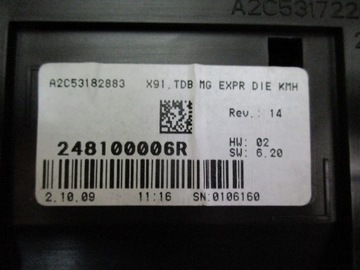 A2C531722
A2C53182883 X91,TDB MG EXPR DIE KMH
Rev.: 14
248100006R
HW: 02
SW: 6.20
2.10.09 11:16 SN:0106160